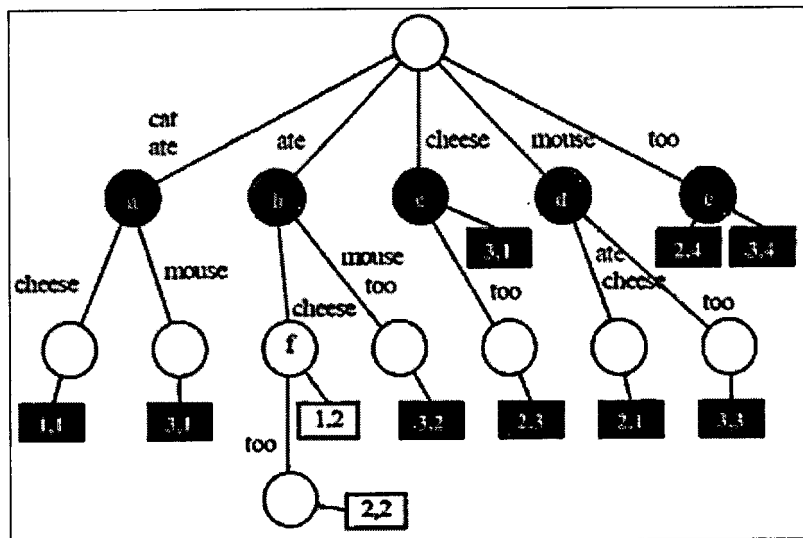 cat
ate
ate
cheese
mouse
too
a
b
c
d
e
3,1
2,4
3,4
cheese
mouse
cheese
mouse
too
too
ate
cheese
too
f
1,1
3,1
1,2
3,2
2,3
2,1
3,3
too
2,2